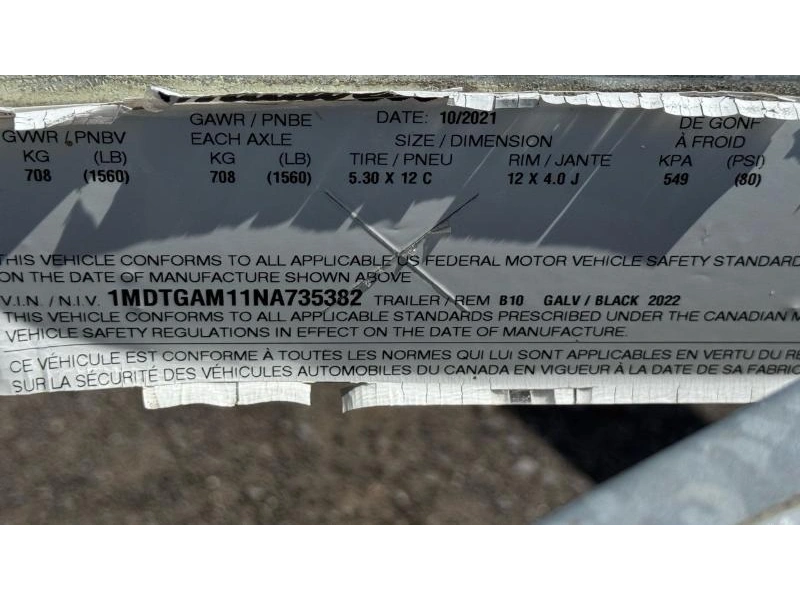 GVWR / PNBV GAWR / PNBE DATE: 10/2021 DE GONF
EACH AXLE SIZE / DIMENSION À FROID
KG (LB) KG (LB) TIRE / PNEU RIM / JANTE KPA (PSI)
708 (1560) 708 (1560) 5.30 X 12 C 12 X 4.0 J 549 (80)
THIS VEHICLE CONFORMS TO ALL APPLICABLE US FEDERAL MOTOR VEHICLE SAFETY STANDARD
ON THE DATE OF MANUFACTURE SHOWN ABOVE
V.I.N / N.I.V. 1MDTGAM11NA735382 TRAILER / REM B10 GALV / BLACK 2022
THIS VEHICLE CONFORMS TO ALL APPLICABLE STANDARDS PRESCRIBED UNDER THE CANADIAN M
VEHICLE SAFETY REGULATIONS IN EFFECT ON THE DATE OF MANUFACTURE.
CE VÉHICULE EST CONFORME À TOUTES LES NORMES QUI LUI SONT APPLICABLES EN VERTU DU RE
SUR LA SÉCURITÉ DES VÉHICULES AUTOMOBILES DU CANADA EN VIGUEUR À LA DATE DE SA FABRIC